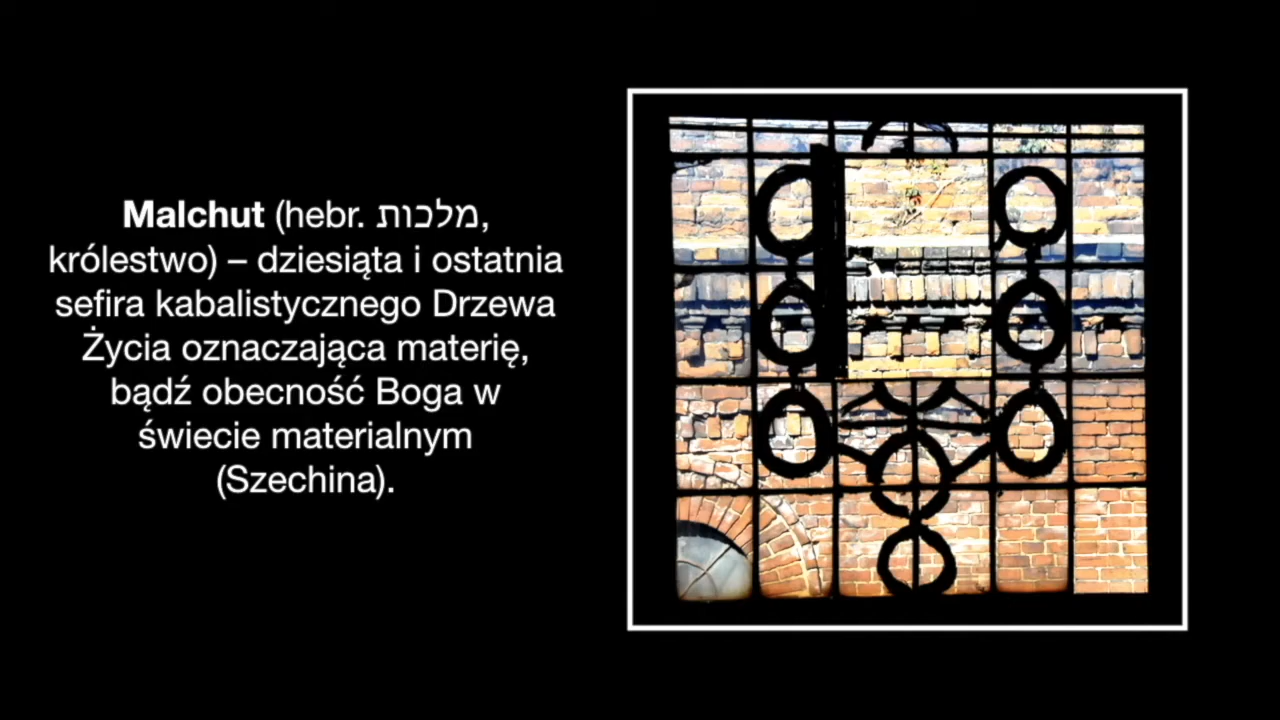 Malchut (hebr. מלכות,
królestwo) – dziesiąta i ostatnia
sefira kabalistycznego Drzewa
Życia oznaczająca materię,
bądź obecność Boga w
świecie materialnym
(Szechina).